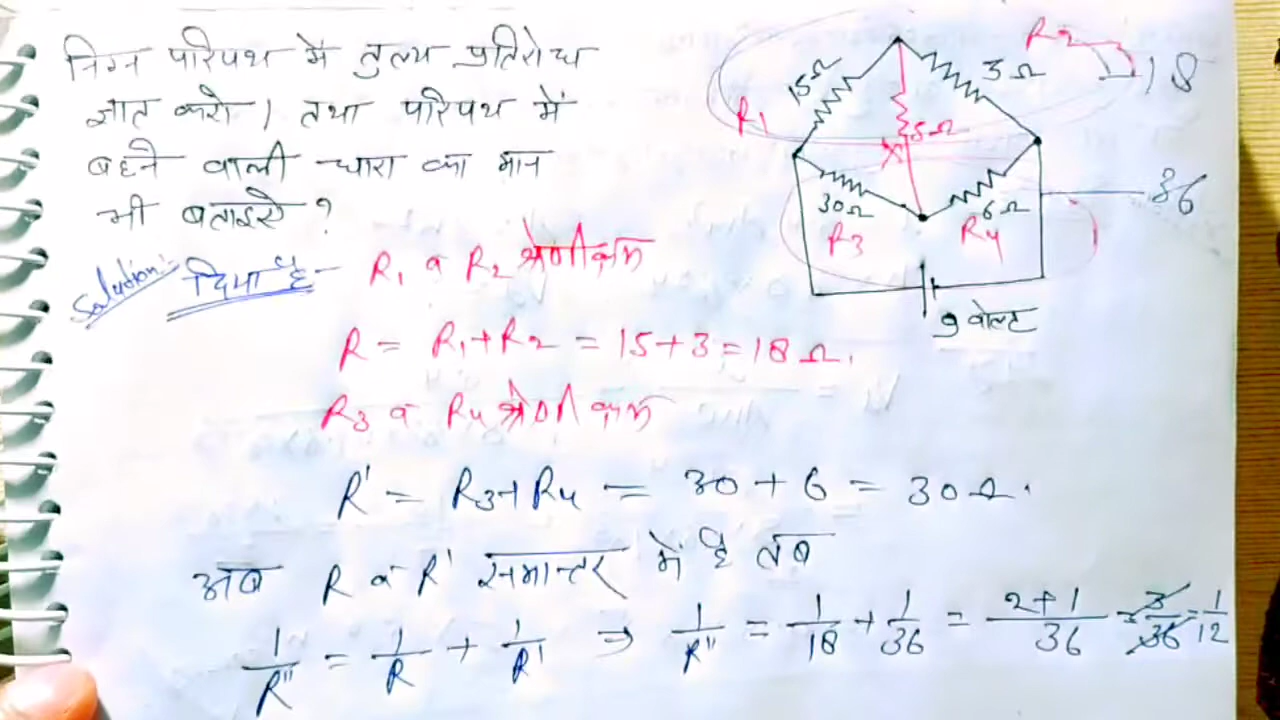 निम्न परिपथ में तुल्य प्रतिरोध
ज्ञात करो। तथा परिपथ में
बहने वाली धारा का मान
भी बताइये?
15Ω
3Ω
R2
18
R1
5Ω
30Ω
6Ω
36
R3
R4
9 वोल्ट
Solution:-
दिया है-
R1 व R2 श्रेणीक्रम
R = R1+R2 = 15+3=18Ω.
R3 व R4 श्रेणी क्रम
R' = R3+R4 = 30+6 = 30Ω.
अब R व R' समान्तर में है तब
1/R'' = 1/R + 1/R' ⇒ 1/R'' = 1/18 + 1/36 = 2+1/36 = 3/36 = 1/12